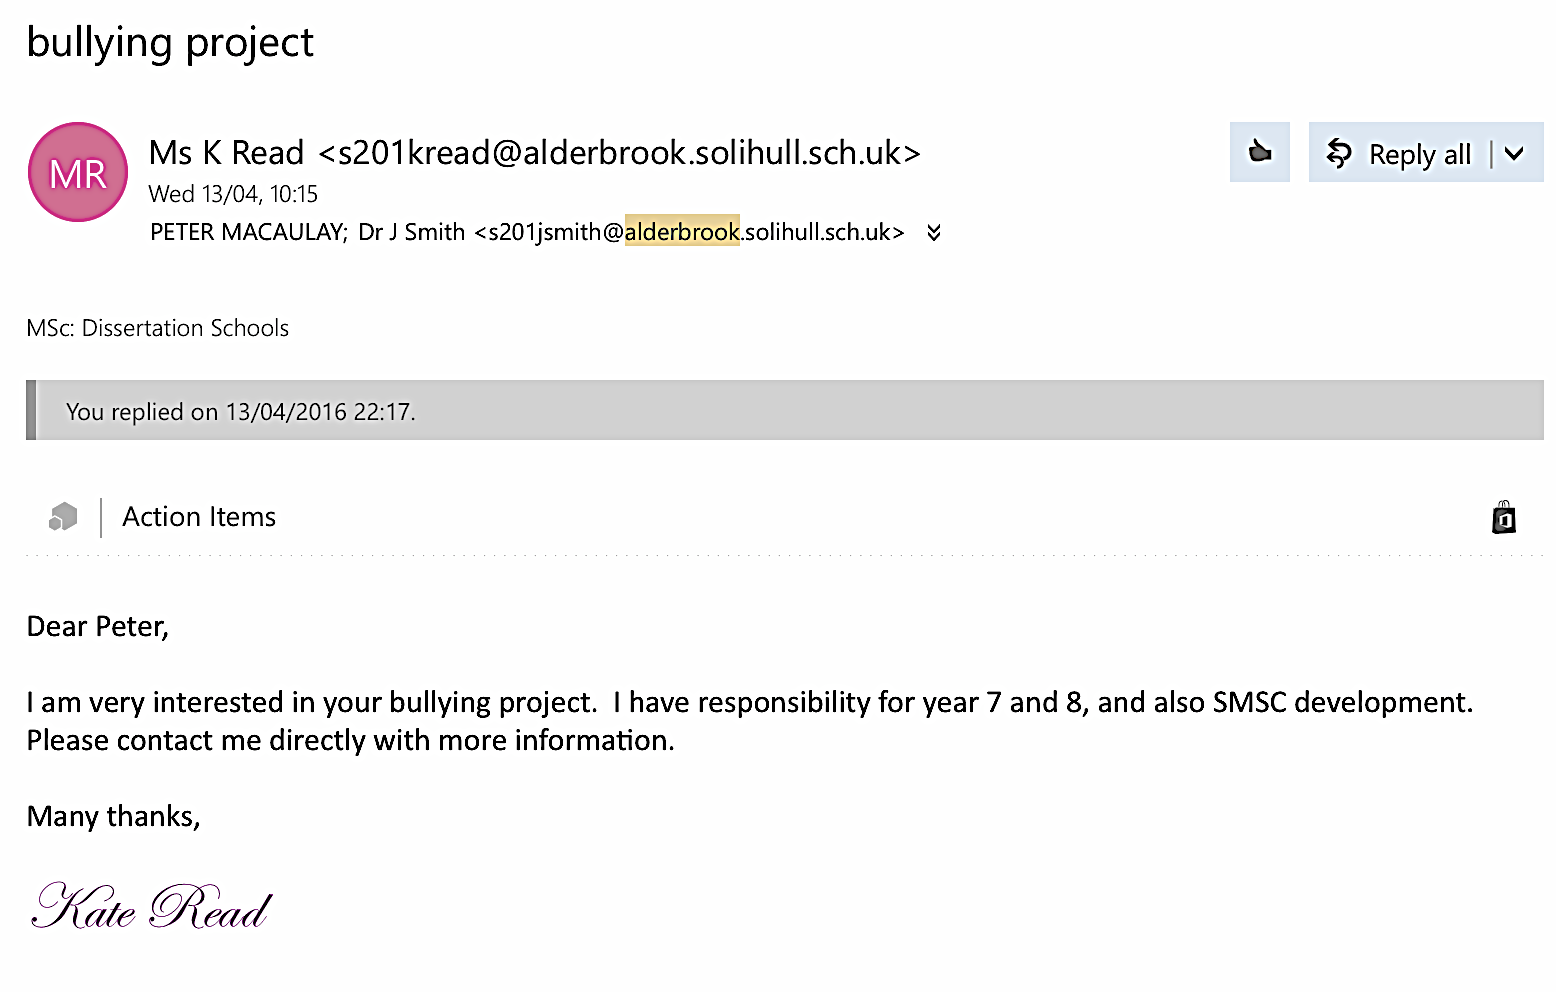 bullying project
MR
Ms K Read <s201kread@alderbrook.solihull.sch.uk>
Reply all
Wed 13/04, 10:15
PETER MACAULAY; Dr J Smith <s201jsmith@alderbrook.solihull.sch.uk>
MSc: Dissertation Schools
You replied on 13/04/2016 22:17.
Action Items
Dear Peter,
I am very interested in your bullying project.  I have responsibility for year 7 and 8, and also SMSC development.
Please contact me directly with more information.
Many thanks,
Kate Read